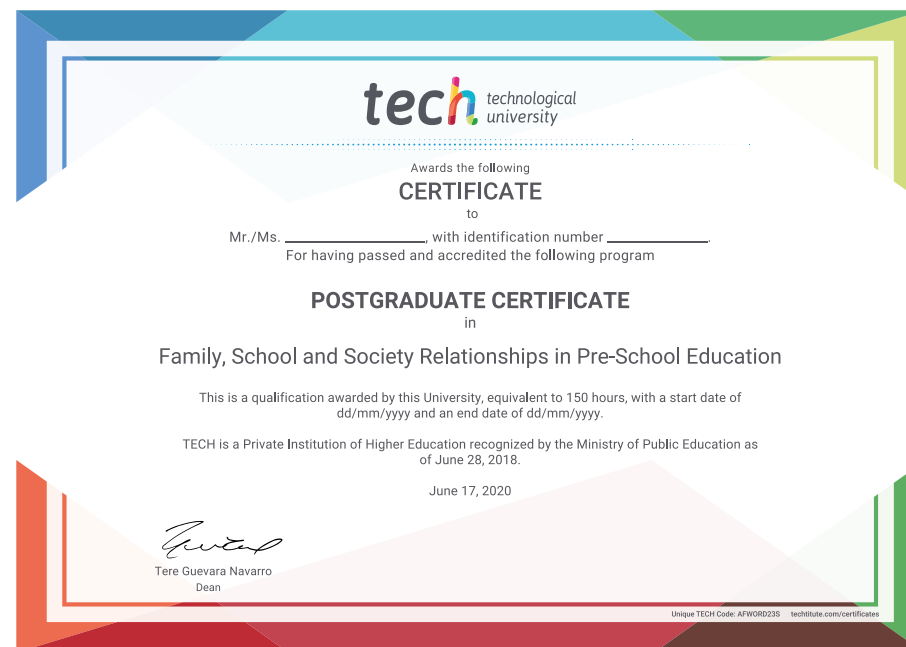 tech technological
university
Awards the following
CERTIFICATE
to
Mr./Ms. ____________________, with identification number _______________.
For having passed and accredited the following program
POSTGRADUATE CERTIFICATE
in
Family, School and Society Relationships in Pre-School Education
This is a qualification awarded by this University, equivalent to 150 hours, with a start date of
dd/mm/yyyy and an end date of dd/mm/yyyy.
TECH is a Private Institution of Higher Education recognized by the Ministry of Public Education as
of June 28, 2018.
June 17, 2020
Tere Guevara Navarro
Dean
Unique TECH Code: AFWORD23S techtitute.com/certificates